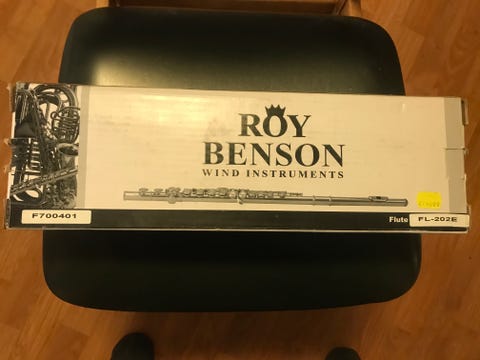 ROY
BENSON
WIND INSTRUMENTS
F700401
Flute FL-202E